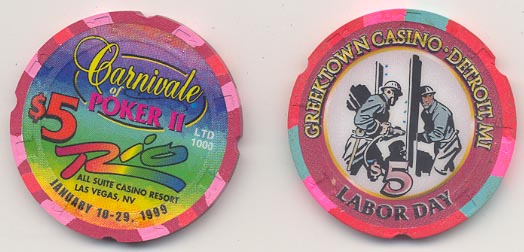 Carnivale
of
POKER II
$5
LTD
1000
Rio
ALL SUITE CASINO RESORT
LAS VEGAS, NV
JANUARY 10-29, 1999
GREEKTOWN CASINO · DETROIT, MI
$5
LABOR DAY